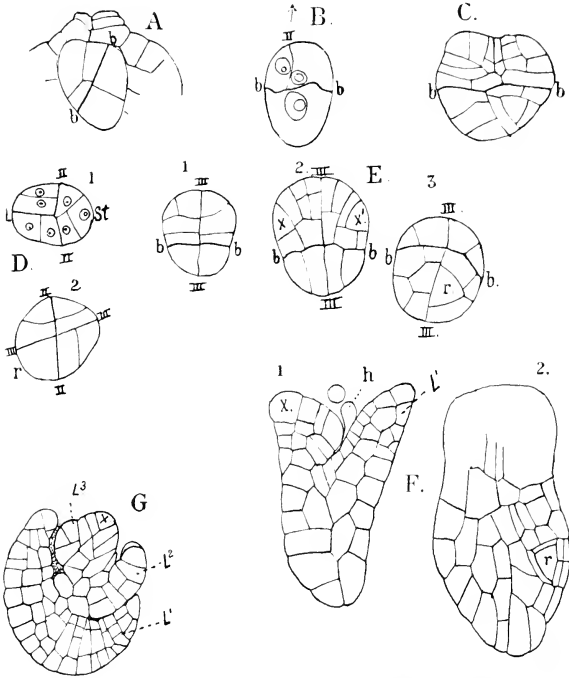 A
b
b
B.
II
b
b
C.
b
b
II
1
L
St
II
D.
II
2
III
III
r
II
1
III
b
b
III
2.
III
E.
X
X'
b
b
III
3
III
b
b.
r
III.
1
h
L'
X.
F.
2.
r
G
L³
X
L²
L'